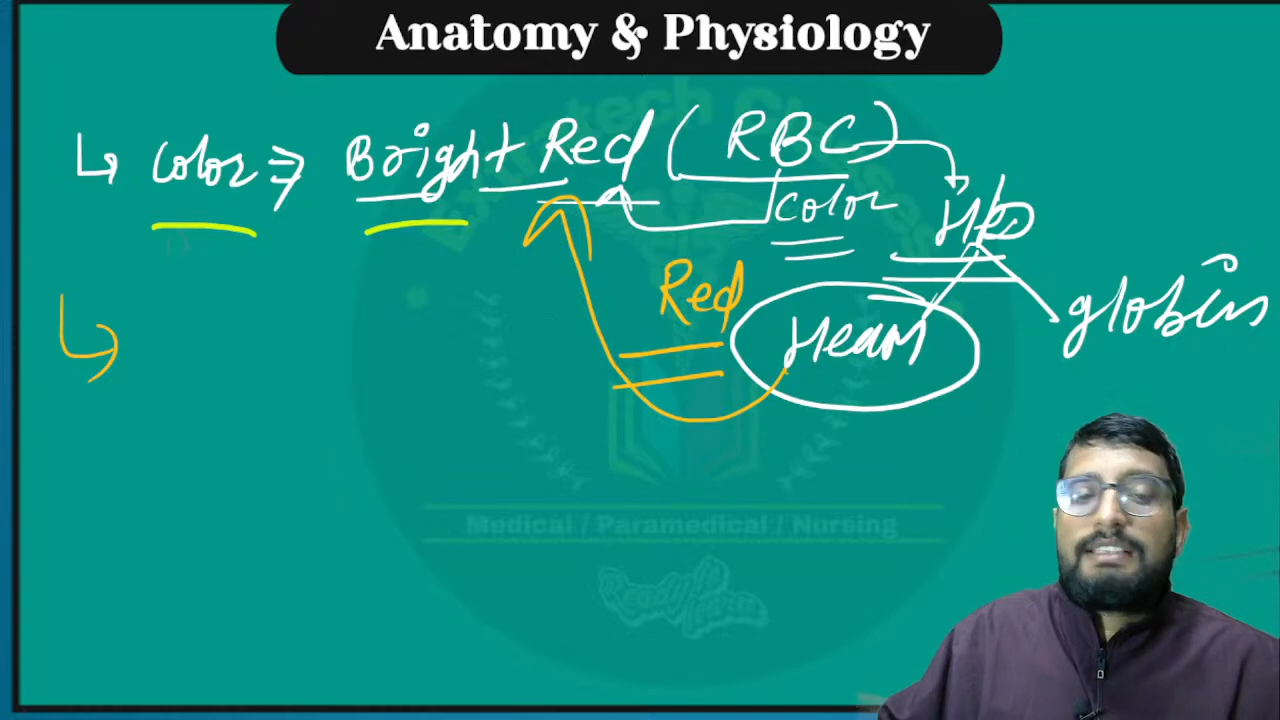 Anatomy & Physiology
↳ Color ⇒ Bright Red (RBC)
Color
Hb
Red
Heam
globin
Medical / Paramedical / Nursing